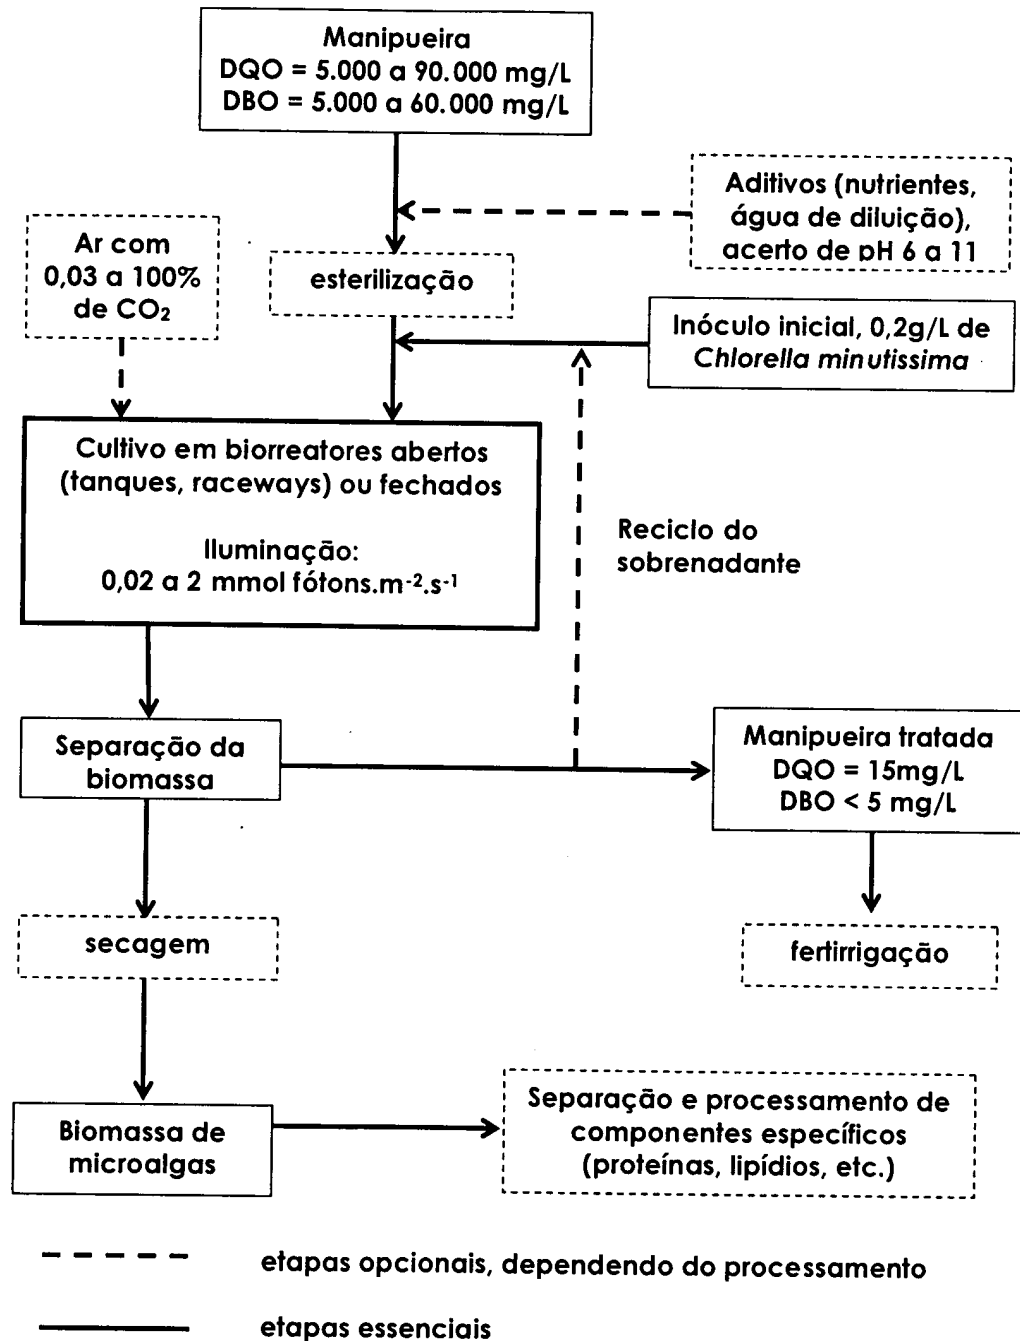 Manipueira
DQO = 5.000 a 90.000 mg/L
DBO = 5.000 a 60.000 mg/L
Aditivos (nutrientes,
água de diluição),
acerto de pH 6 a 11
Ar com
0,03 a 100%
de CO₂
esterilização
Inóculo inicial, 0,2g/L de
Chlorella minutissima
Cultivo em biorreatores abertos
(tanques, raceways) ou fechados
Iluminação:
0,02 a 2 mmol fótons.m⁻².s⁻¹
Reciclo do
sobrenadante
Separação da
biomassa
Manipueira tratada
DQO = 15mg/L
DBO < 5 mg/L
secagem
fertirrigação
Biomassa de
microalgas
Separação e processamento de
componentes específicos
(proteínas, lipídios, etc.)
etapas opcionais, dependendo do processamento
etapas essenciais